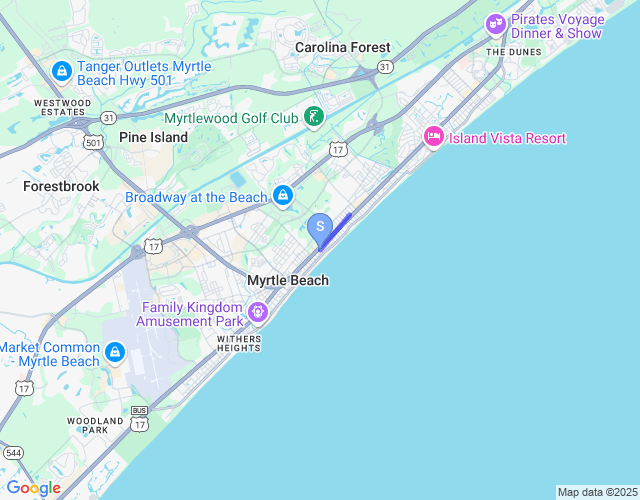 Pirates Voyage
Dinner & Show
Carolina Forest
THE DUNES
Tanger Outlets Myrtle
Beach Hwy 501
31
WESTWOOD
ESTATES
31
Myrtlewood Golf Club
Pine Island
501
Island Vista Resort
17
Forestbrook
Broadway at the Beach
S
17
Myrtle Beach
Family Kingdom
Amusement Park
WITHERS
HEIGHTS
Market Common
- Myrtle Beach
17
BUS
17
WOODLAND
PARK
544
Google
Map data ©2025